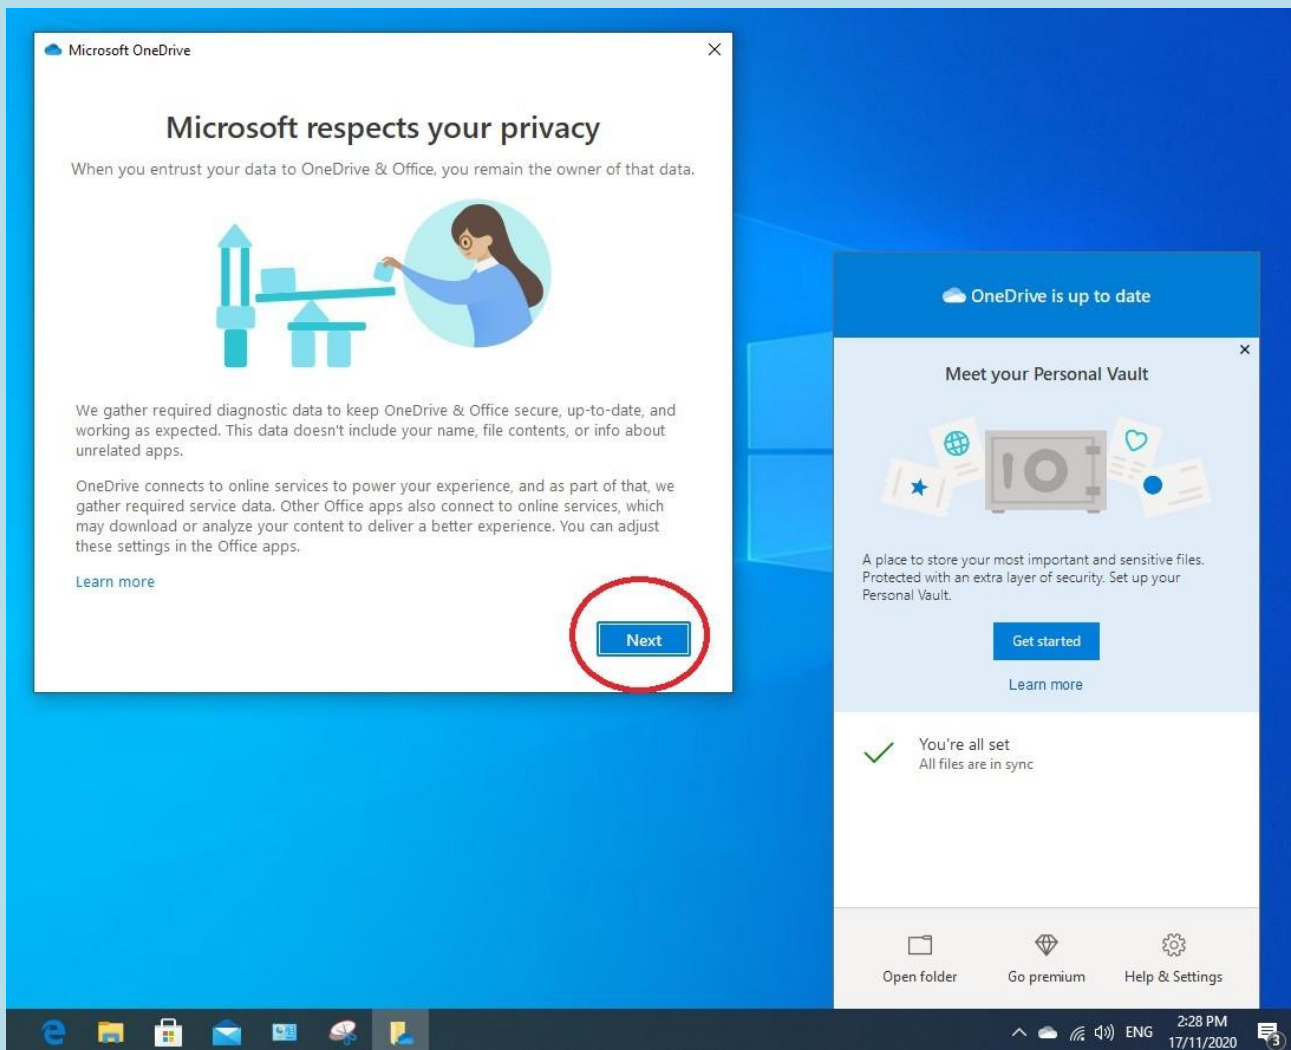 Microsoft OneDrive
Microsoft respects your privacy
When you entrust your data to OneDrive & Office, you remain the owner of that data.
We gather required diagnostic data to keep OneDrive & Office secure, up-to-date, and
working as expected. This data doesn't include your name, file contents, or info about
unrelated apps.
OneDrive connects to online services to power your experience, and as part of that, we
gather required service data. Other Office apps also connect to online services, which
may download or analyze your content to deliver a better experience. You can adjust
these settings in the Office apps.
Learn more
Next
OneDrive is up to date
Meet your Personal Vault
A place to store your most important and sensitive files.
Protected with an extra layer of security. Set up your
Personal Vault.
Get started
Learn more
You're all set
All files are in sync
Open folder
Go premium
Help & Settings
ENG
2:28 PM
17/11/2020
3